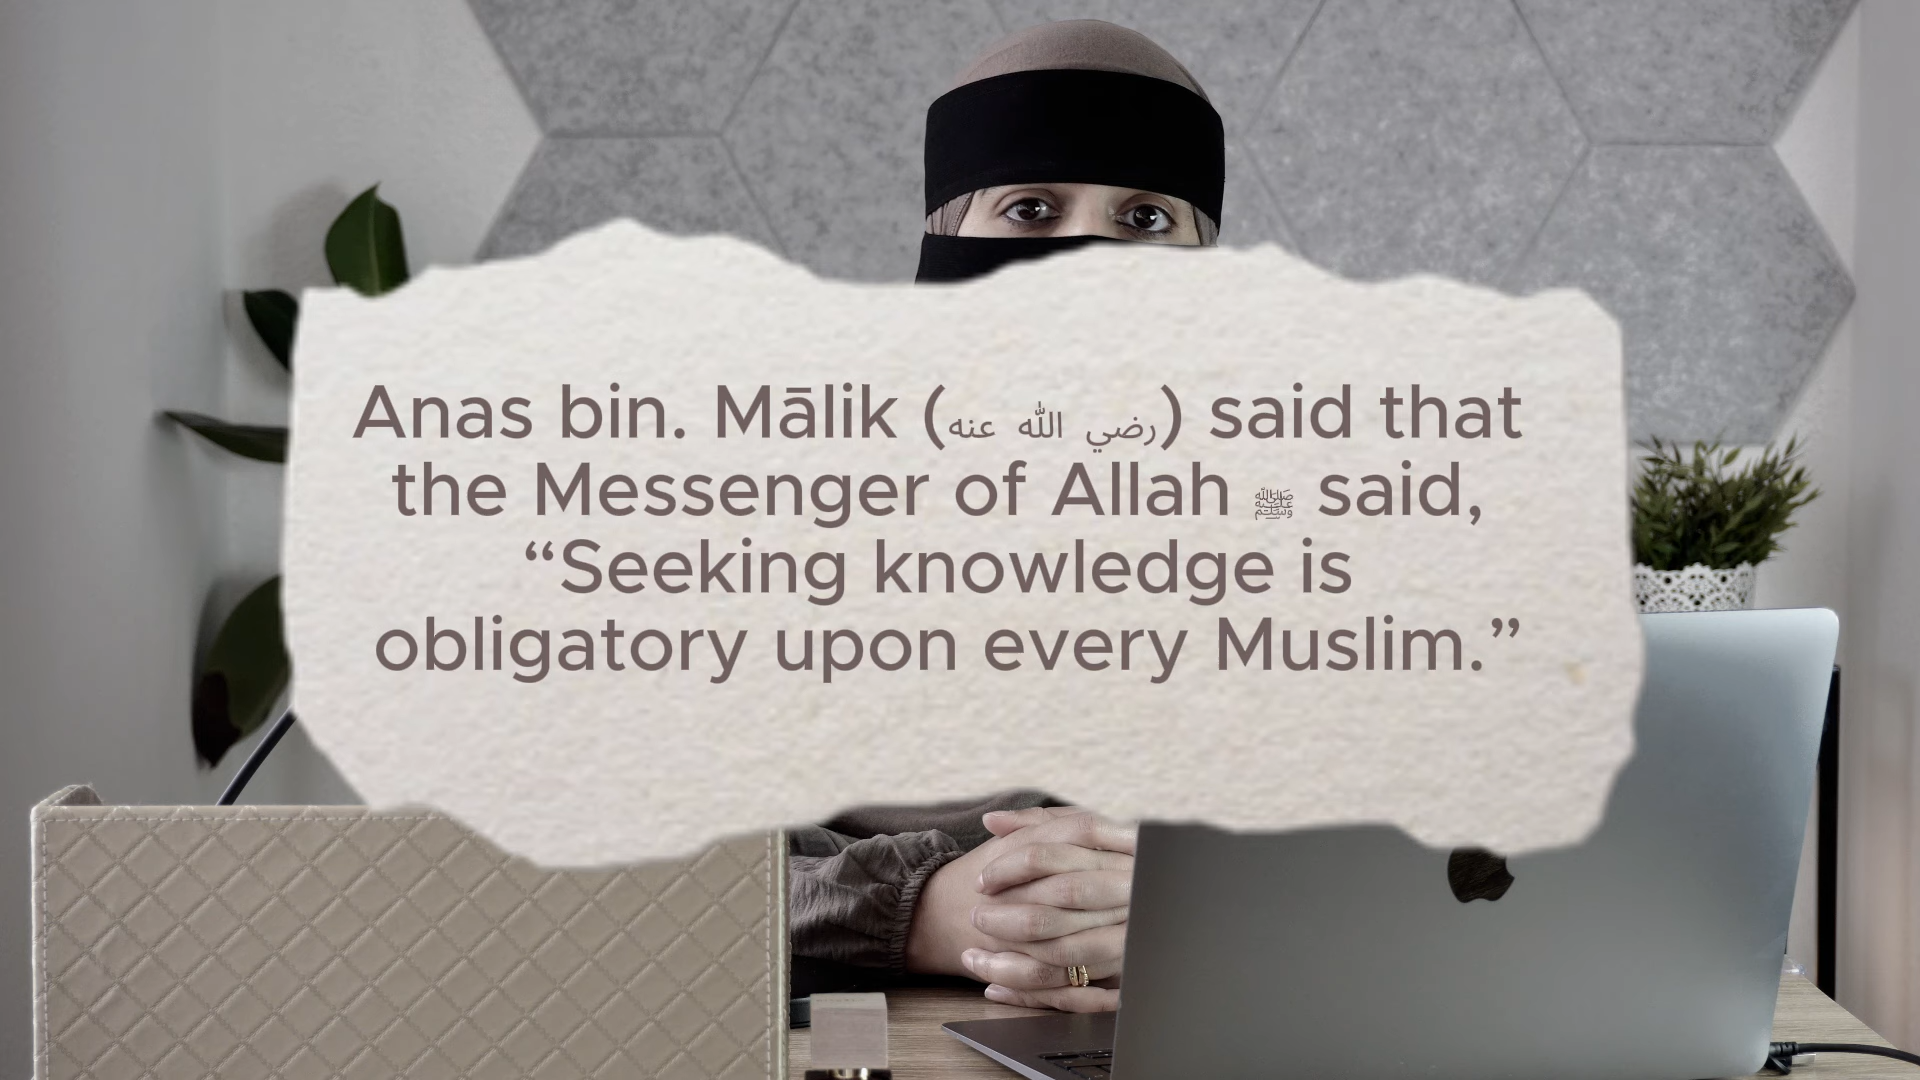 Anas bin. Mālik (رضي الله عنه) said that
the Messenger of Allah ﷺ said,
“Seeking knowledge is
obligatory upon every Muslim.”